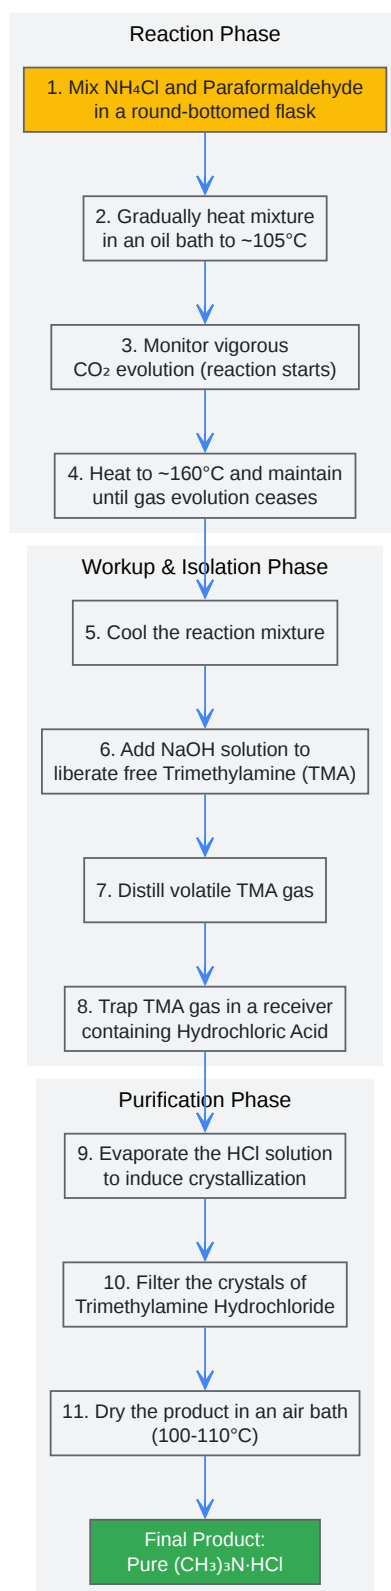 Reaction Phase
1. Mix NH₄Cl and Paraformaldehyde
in a round-bottomed flask
2. Gradually heat mixture
in an oil bath to ~105°C
3. Monitor vigorous
CO₂ evolution (reaction starts)
4. Heat to ~160°C and maintain
until gas evolution ceases
Workup & Isolation Phase
5. Cool the reaction mixture
6. Add NaOH solution to
liberate free Trimethylamine (TMA)
7. Distill volatile TMA gas
8. Trap TMA gas in a receiver
containing Hydrochloric Acid
Purification Phase
9. Evaporate the HCl solution
to induce crystallization
10. Filter the crystals of
Trimethylamine Hydrochloride
11. Dry the product in an air bath
(100-110°C)
Final Product:
Pure (CH₃)₃N·HCl